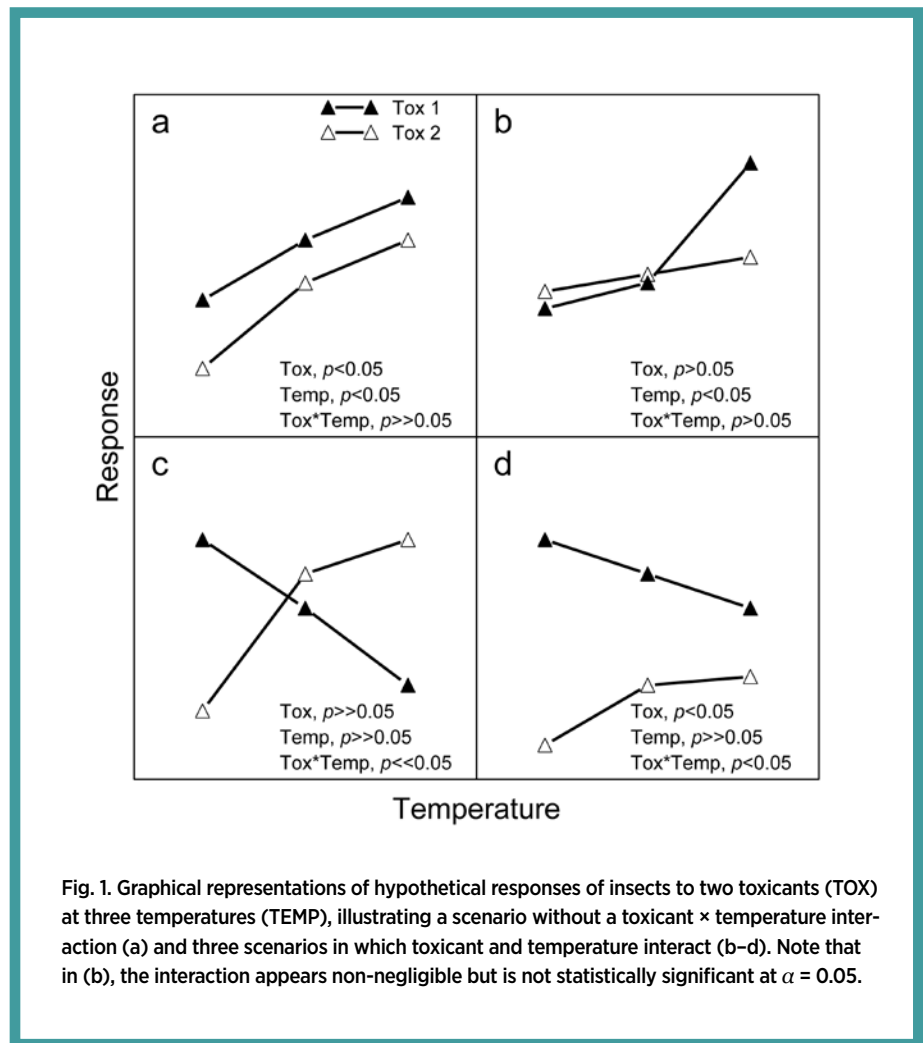 a
Tox 1
Tox 2
Tox, p<0.05
Temp, p<0.05
Tox*Temp, p>>0.05
b
Tox, p>0.05
Temp, p<0.05
Tox*Temp, p>0.05
c
Tox, p>>0.05
Temp, p>>0.05
Tox*Temp, p<<0.05
d
Tox, p<0.05
Temp, p>>0.05
Tox*Temp, p<0.05
Response
Temperature
Fig. 1. Graphical representations of hypothetical responses of insects to two toxicants (TOX)
at three temperatures (TEMP), illustrating a scenario without a toxicant × temperature inter-
action (a) and three scenarios in which toxicant and temperature interact (b–d). Note that
in (b), the interaction appears non-negligible but is not statistically significant at α = 0.05.